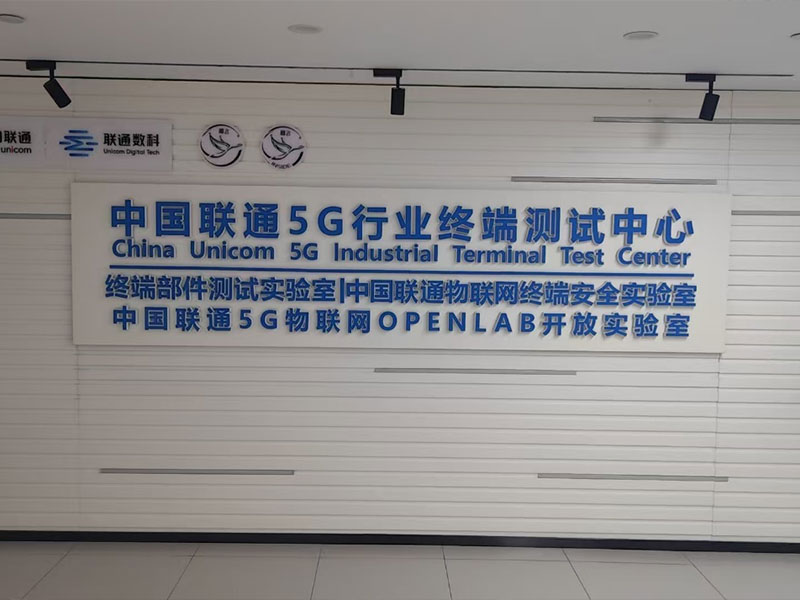 联通
unicom
联通数科
Unicom Digital Tech
中国联通5G行业终端测试中心
China Unicom 5G Industrial Terminal Test Center
终端部件测试实验室|中国联通物联网终端安全实验室
中国联通5G物联网OPENLAB开放实验室